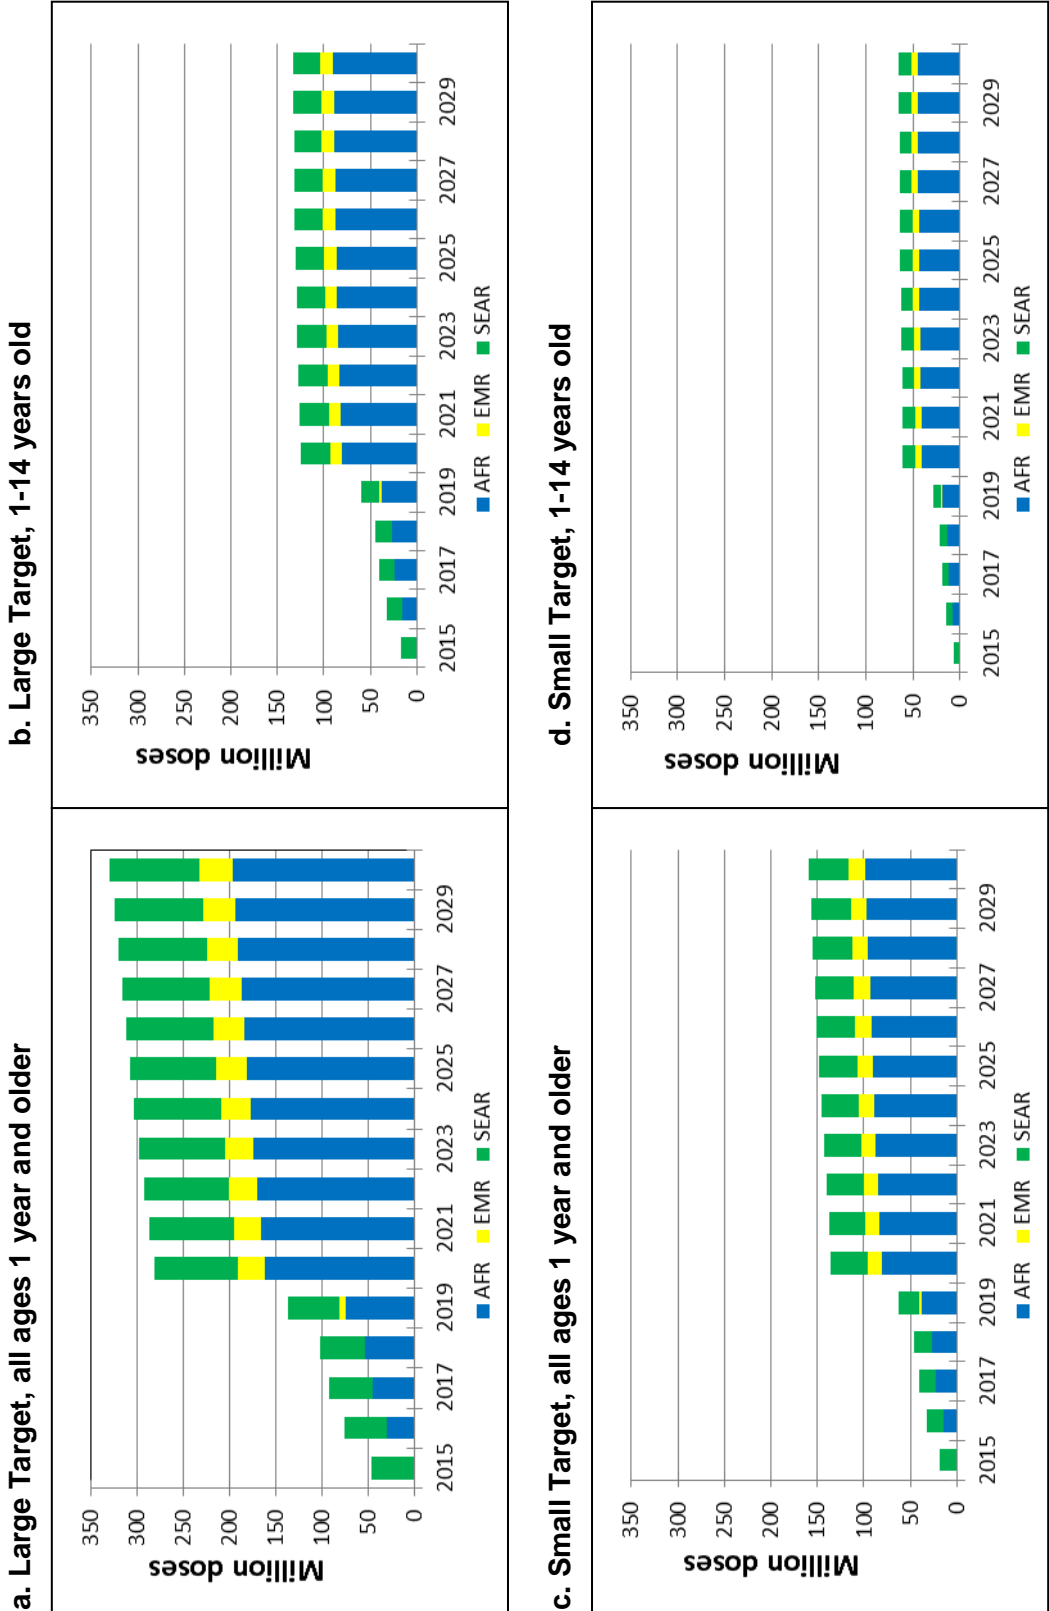 a. Large Target, all ages 1 year and older
350
300
250
200
150
100
50
0
Million doses
2015 2017 2019 2021 2023 2025 2027 2029
AFR EMR SEAR
b. Large Target, 1-14 years old
350
300
250
200
150
100
50
0
Million doses
2015 2017 2019 2021 2023 2025 2027 2029
AFR EMR SEAR
c. Small Target, all ages 1 year and older
350
300
250
200
150
100
50
0
Million doses
2015 2017 2019 2021 2023 2025 2027 2029
AFR EMR SEAR
d. Small Target, 1-14 years old
350
300
250
200
150
100
50
0
Million doses
2015 2017 2019 2021 2023 2025 2027 2029
AFR EMR SEAR